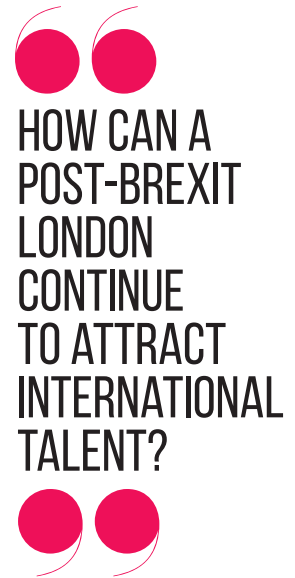 HOW CAN A
POST-BREXIT
LONDON
CONTINUE
TO ATTRACT
INTERNATIONAL
TALENT?